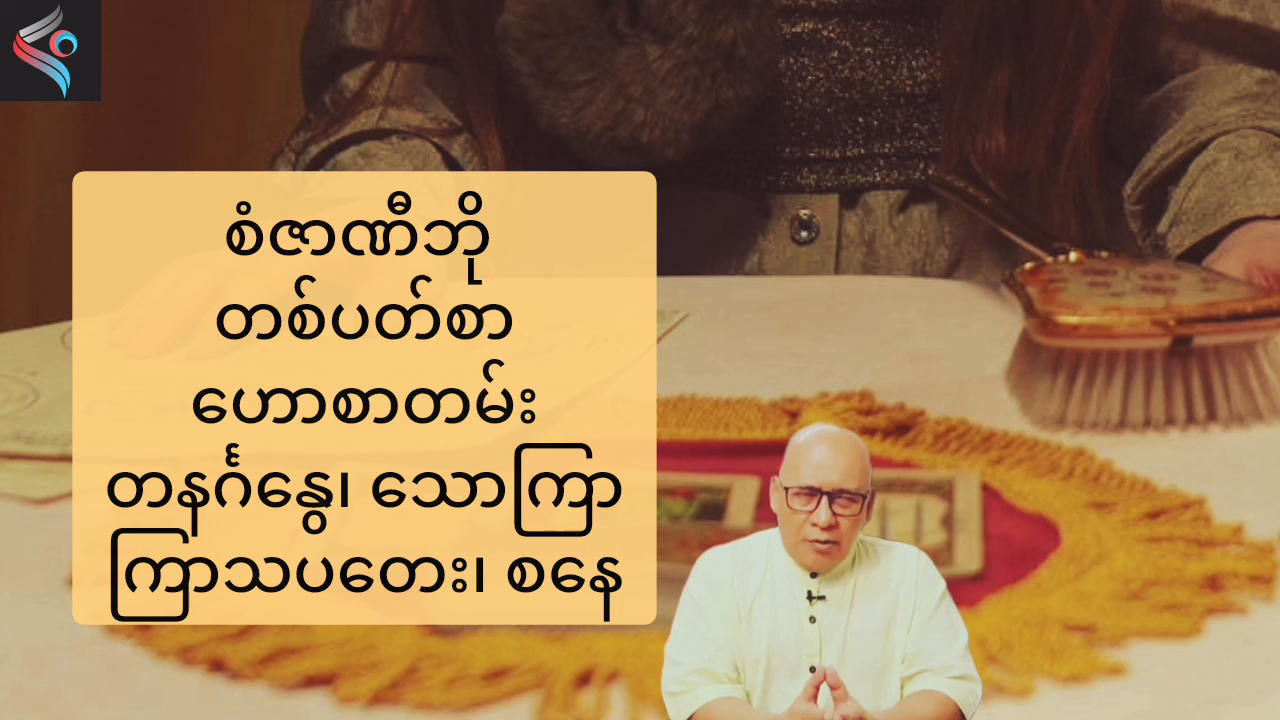 စံဇာဏီဘို
တစ်ပတ်စာ
ဟောစာတမ်း
တနင်္ဂနွေ၊ သောကြာ
ကြာသပတေး၊ စနေ